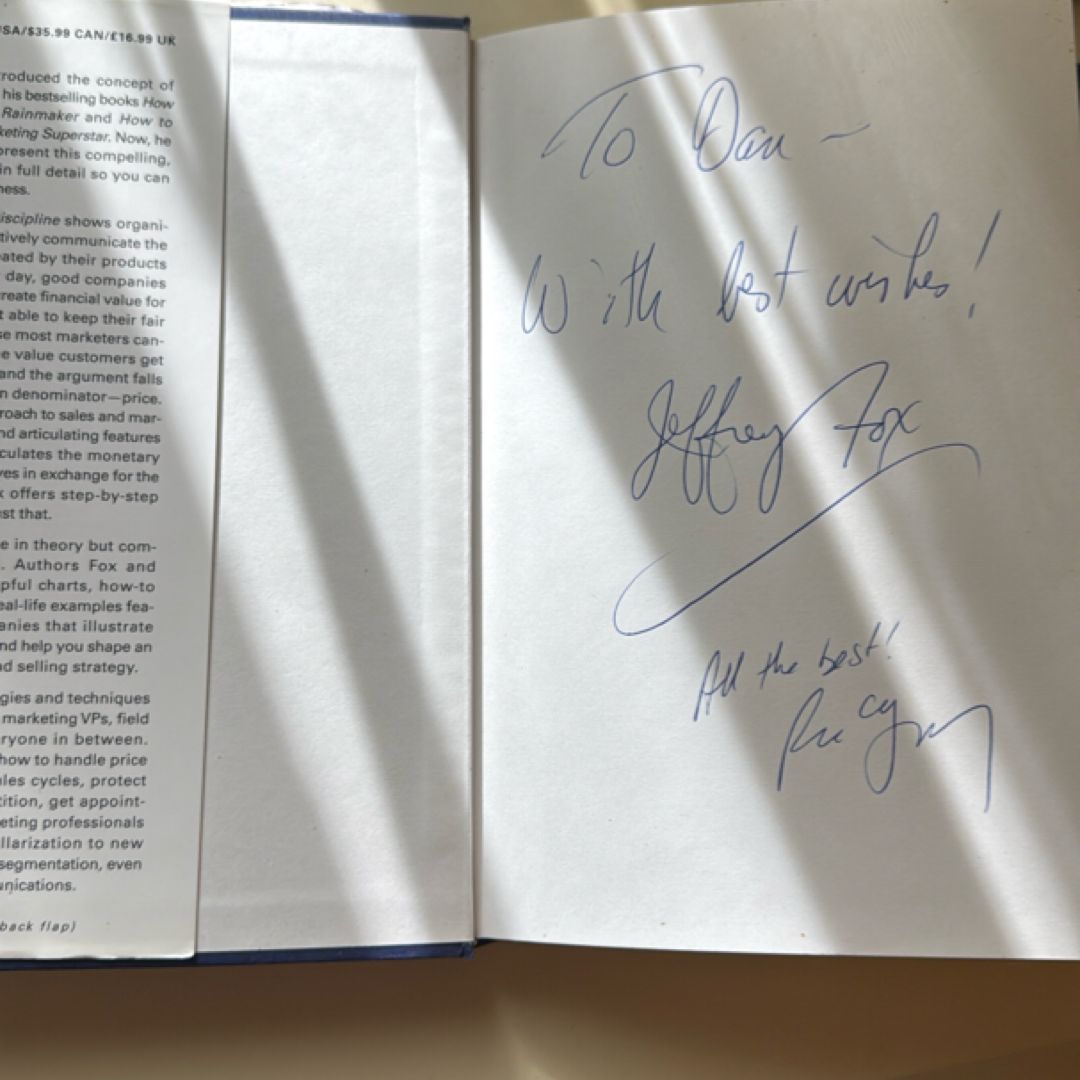 SA/$35.99 CAN/£16.99 UK
roduced the concept of
his bestselling books How
Rainmaker and How to
keting Superstar. Now, he
present this compelling,
in full detail so you can
ness.
iscipline shows organi-
tively communicate the
ated by their products
day, good companies
reate financial value for
t able to keep their fair
se most marketers can-
e value customers get
and the argument falls
n denominator—price.
roach to sales and mar-
nd articulating features
culates the monetary
ves in exchange for the
x offers step-by-step
st that.
e in theory but com-
. Authors Fox and
pful charts, how-to
eal-life examples fea-
anies that illustrate
nd help you shape an
d selling strategy.
gies and techniques
marketing VPs, field
ryone in between.
how to handle price
les cycles, protect
tition, get appoint-
eting professionals
llarization to new
segmentation, even
unications.
back flap)
To Dan -
With best wishes!
Jeffrey Fox
All the best!